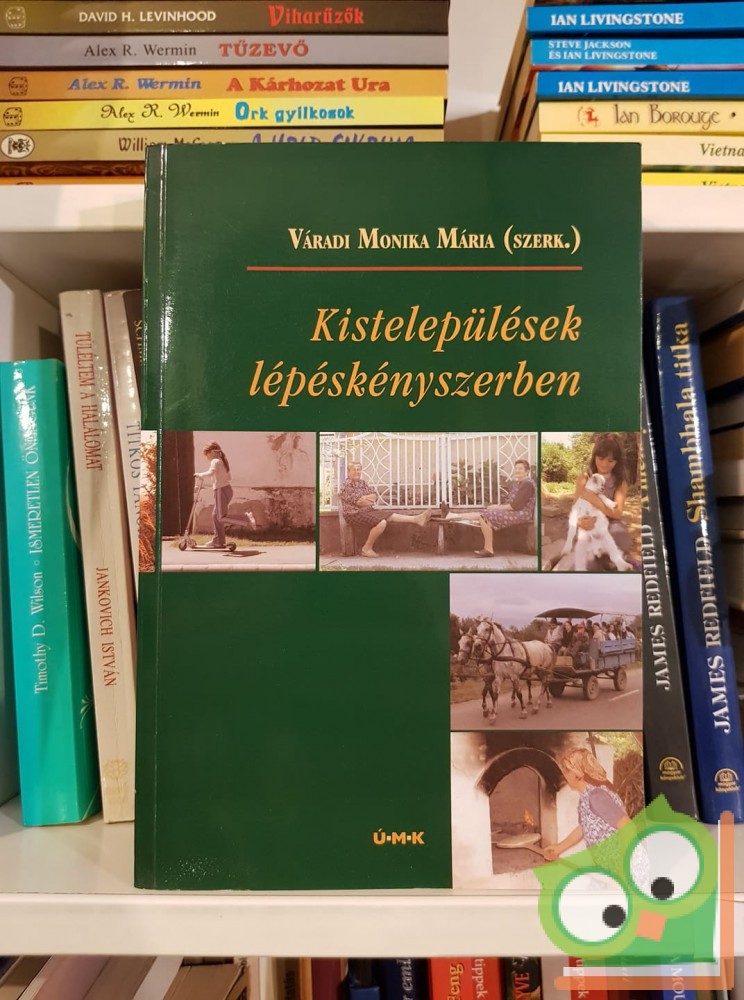 DAVID H. LEVINHOOD Viharűzők
Alex R. Wermin TŰZEVŐ
Alex R. Wermin A Kárhozat Ura
Alex R. Wermin Ork gyilkosok
IAN LIVINGSTONE
STEVE JACKSON
ÉS IAN LIVINGSTONE
IAN LIVINGSTONE
Ian Borouge
VÁRADI MONIKA MÁRIA (SZERK.)
Kistelepülések
lépéskényszerben
Ú·M·K
Timothy D. Wilson • ISMERETLEN
JANKOVICH ISTVÁN TÚLÉLTEM A HALÁLOMAT
TITKOS
JAMES REDFIELD
JAMES REDFIELD Shambhala titka